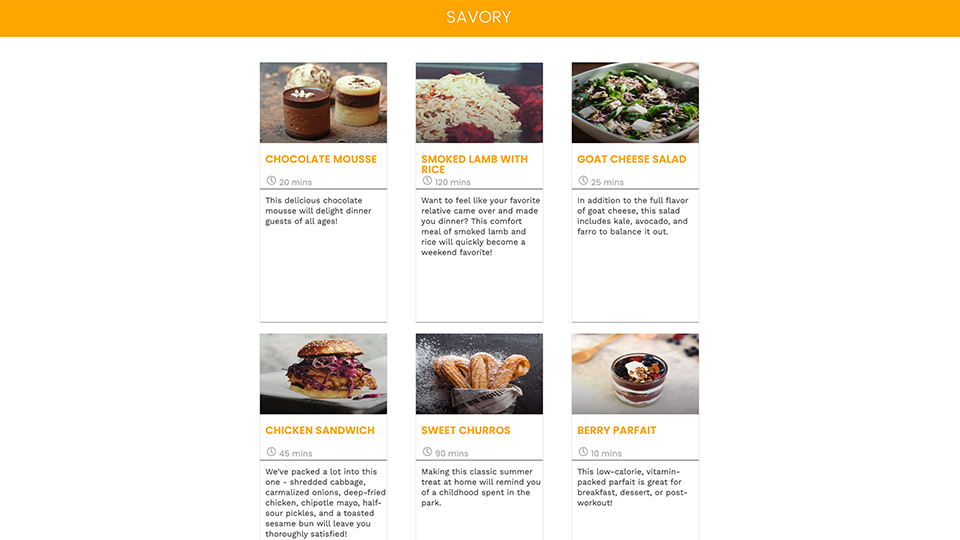 SAVORY
CHOCOLATE MOUSSE
20 mins
This delicious chocolate
mousse will delight dinner
guests of all ages!
SMOKED LAMB WITH
RICE
120 mins
Want to feel like your favorite
relative came over and made
you dinner? This comfort
meal of smoked lamb and
rice will quickly become a
weekend favorite!
GOAT CHEESE SALAD
25 mins
In addition to the full flavor
of goat cheese, this salad
includes kale, avocado, and
farro to balance it out.
CHICKEN SANDWICH
45 mins
We've packed a lot into this
one - shredded cabbage,
carmalized onions, deep-fried
chicken, chipotle mayo, half-
sour pickles, and a toasted
sesame bun will leave you
thoroughly satisfied!
SWEET CHURROS
90 mins
Making this classic summer
treat at home will remind you
of a childhood spent in the
park.
BERRY PARFAIT
10 mins
This low-calorie, vitamin-
packed parfait is great for
breakfast, dessert, or post-
workout!